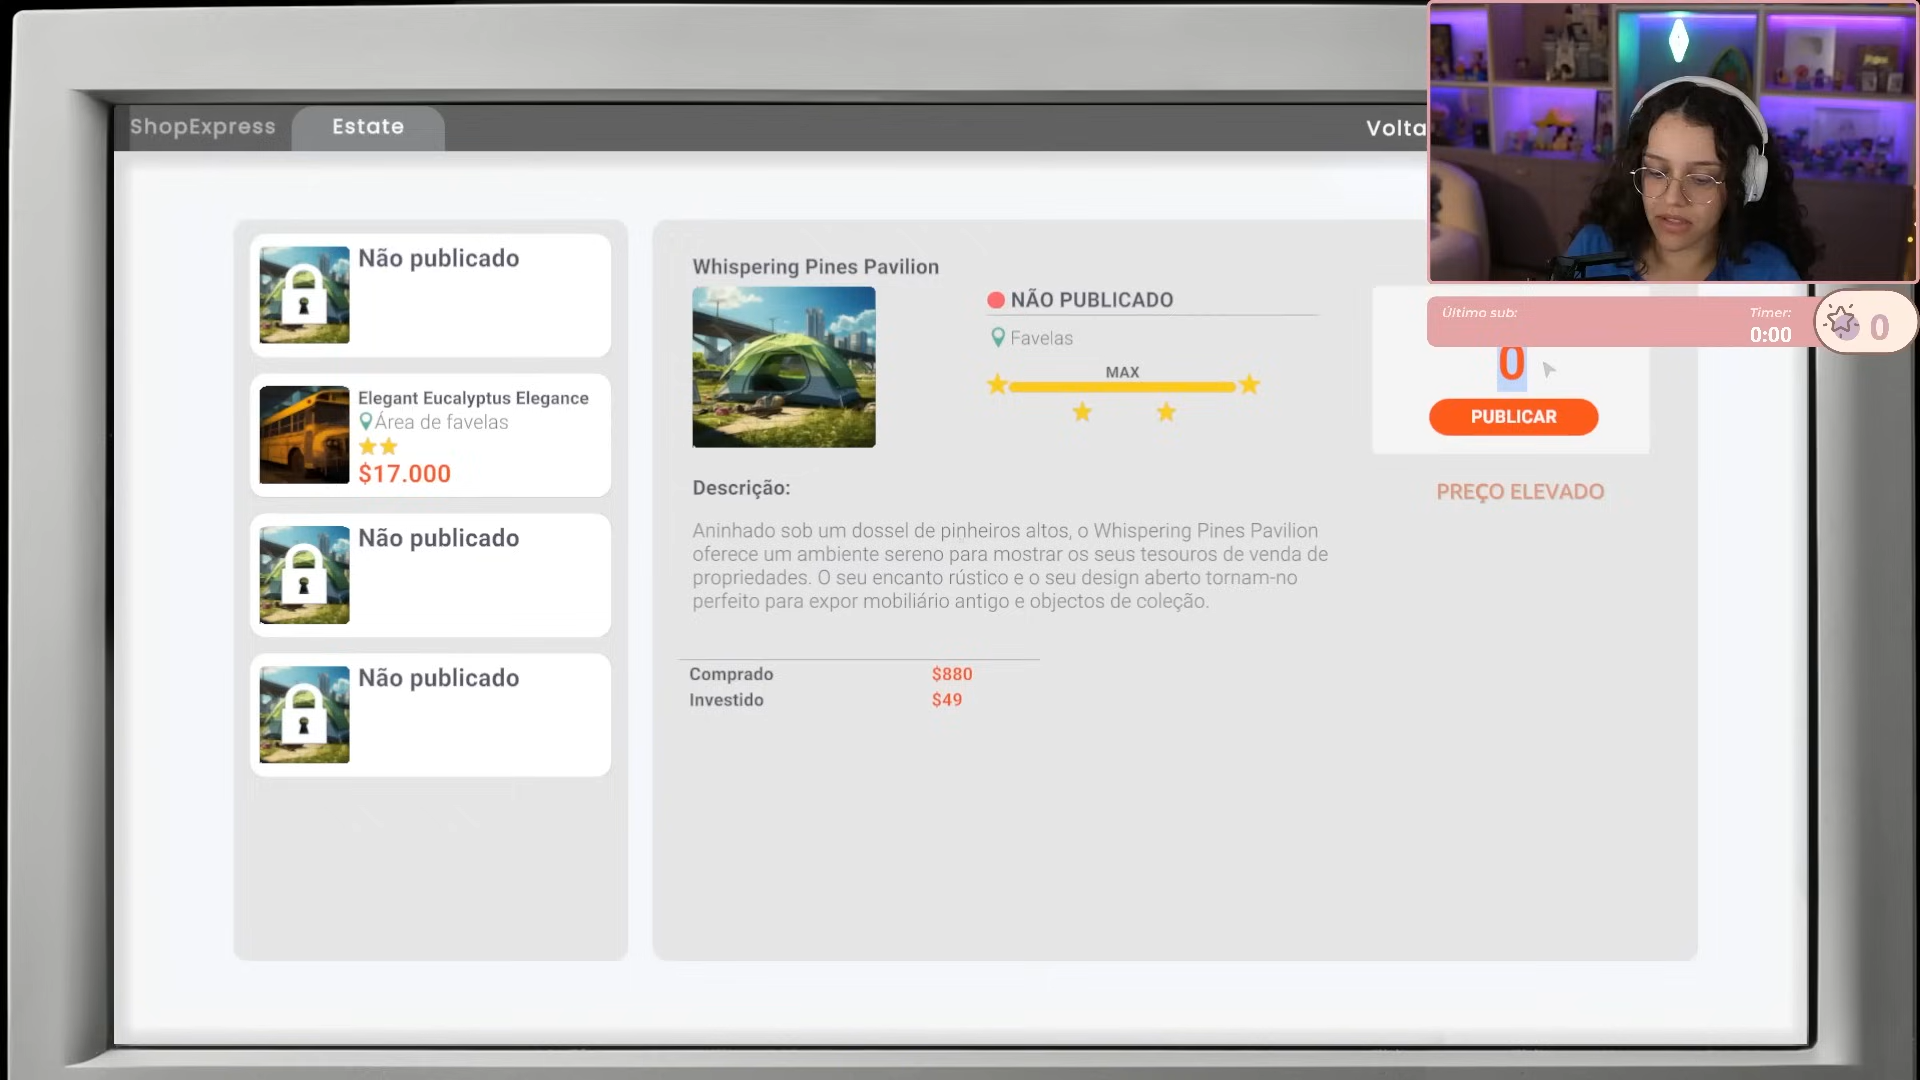 ShopExpress
Estate
Volta
Não publicado
Elegant Eucalyptus Elegance
Área de favelas
$17.000
Não publicado
Não publicado
Whispering Pines Pavilion
NÃO PUBLICADO
Favelas
MAX
Descrição:
Aninhado sob um dossel de pinheiros altos, o Whispering Pines Pavilion
oferece um ambiente sereno para mostrar os seus tesouros de venda de
propriedades. O seu encanto rústico e o seu design aberto tornam-no
perfeito para expor mobiliário antigo e objectos de coleção.
Comprado $880
Investido $49
Último sub:
Timer:
0:00
0
0
PUBLICAR
PREÇO ELEVADO